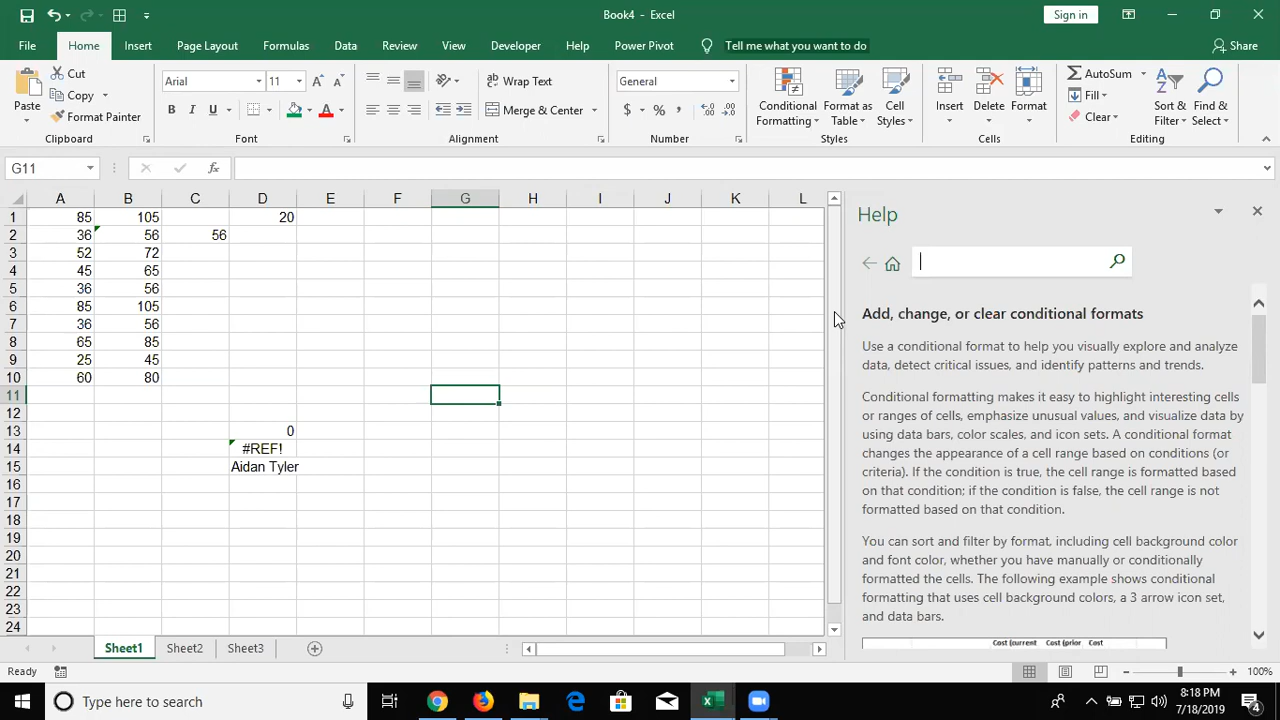 Book4 - Excel
Sign in
File Home Insert Page Layout Formulas Data Review View Developer Help Power Pivot Tell me what you want to do Share
Paste
Cut
Copy
Format Painter
Clipboard
Arial 11
B I U
Font
Wrap Text
Merge & Center
Alignment
General
$ % ,
Number
Conditional Formatting
Format as Table
Cell Styles
Styles
Insert Delete Format
Cells
AutoSum
Fill
Clear
Sort & Filter
Find & Select
Editing
G11 fx
A B C D E F G H I J K L
1 85 105 20
2 36 56 56
3 52 72
4 45 65
5 36 56
6 85 105
7 36 56
8 65 85
9 25 45
10 60 80
11
12
13 0
14 #REF!
15 Aidan Tyler
16
17
18
19
20
21
22
23
24
Help
Add, change, or clear conditional formats
Use a conditional format to help you visually explore and analyze
data, detect critical issues, and identify patterns and trends.
Conditional formatting makes it easy to highlight interesting cells
or ranges of cells, emphasize unusual values, and visualize data by
using data bars, color scales, and icon sets. A conditional format
changes the appearance of a cell range based on conditions (or
criteria). If the condition is true, the cell range is formatted based
on that condition; if the condition is false, the cell range is not
formatted based on that condition.
You can sort and filter by format, including cell background color
and font color, whether you have manually or conditionally
formatted the cells. The following example shows conditional
formatting that uses cell background colors, a 3 arrow icon set,
and data bars.
Cost (current Cost (prior Cost
Sheet1 Sheet2 Sheet3
Ready
100%
Type here to search
8:18 PM
7/18/2019
4